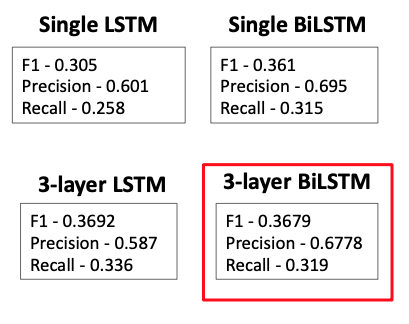 Single LSTM
F1 - 0.305
Precision - 0.601
Recall - 0.258
Single BiLSTM
F1 - 0.361
Precision - 0.695
Recall - 0.315
3-layer LSTM
F1 - 0.3692
Precision - 0.587
Recall - 0.336
3-layer BiLSTM
F1 - 0.3679
Precision - 0.6778
Recall - 0.319